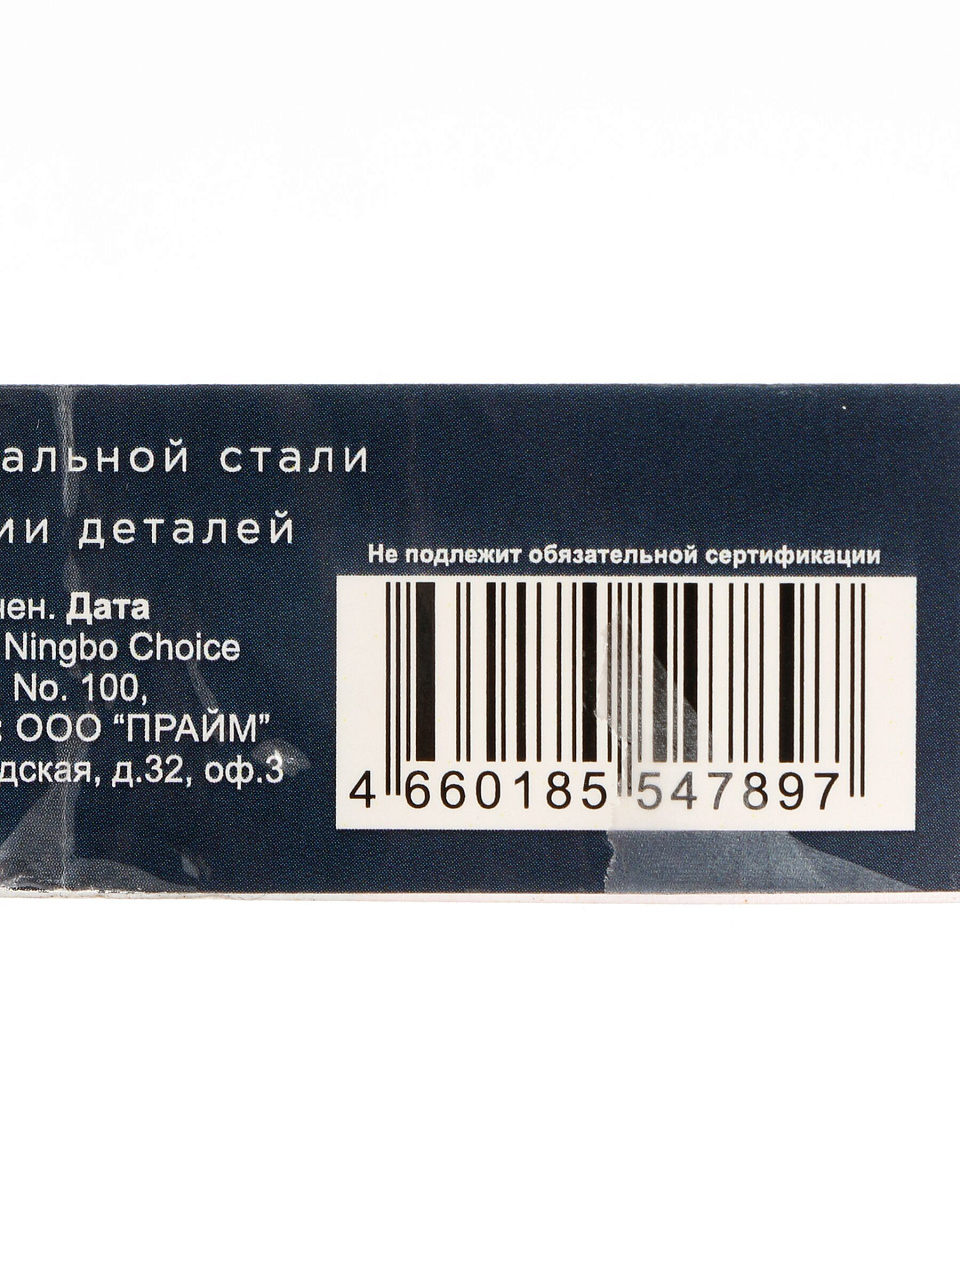 альной стали
ии деталей
Не подлежит обязательной сертификации
чен. Дата
Ningbo Choice
No. 100,
: ООО “ПРАЙМ”
дская, д.32, оф.3
4 660185 547897